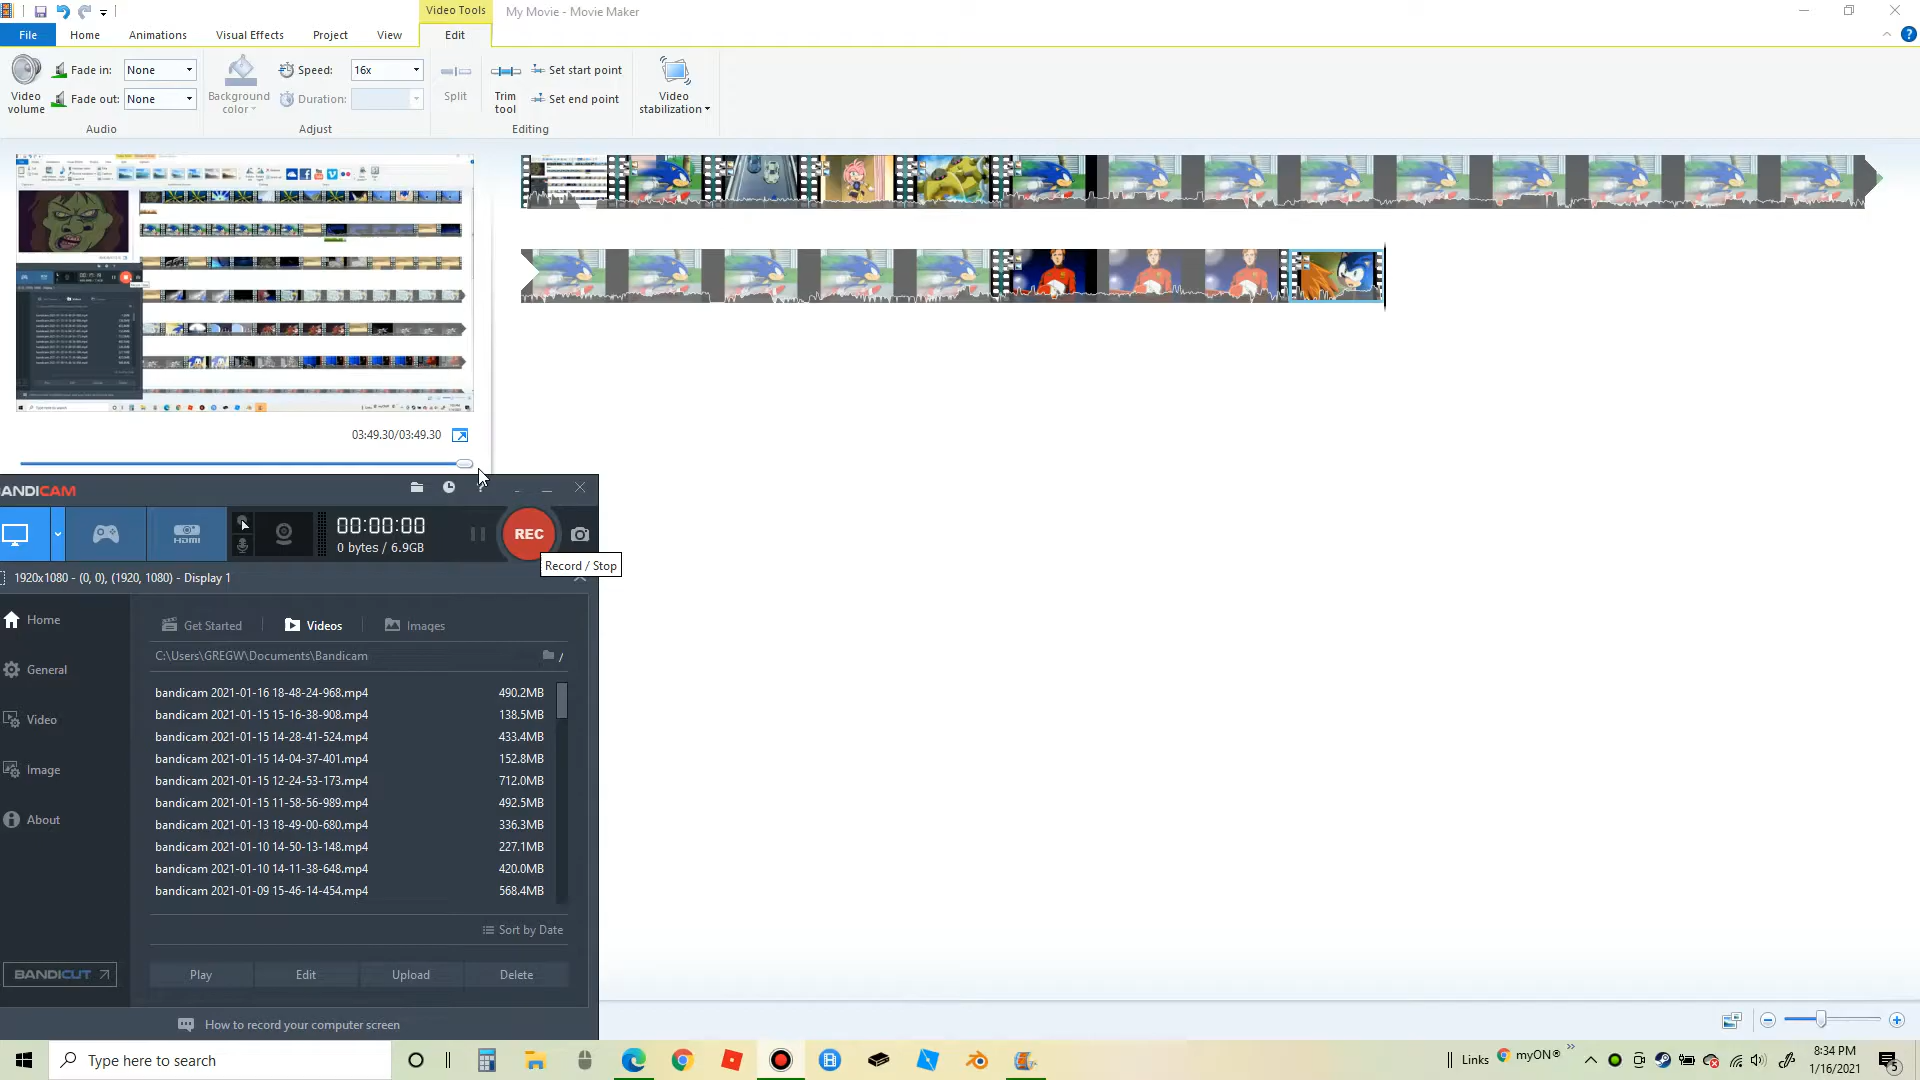 Video Tools
My Movie - Movie Maker
File
Home
Animations
Visual Effects
Project
View
Edit
Video volume
Fade in:
None
Fade out:
None
Audio
Background color
Speed:
16x
Duration:
Adjust
Split
Trim tool
Set start point
Set end point
Editing
Video stabilization
03:49.30/03:49.30
ANDICAM
00:00:00
0 bytes / 6.9GB
HDMI
REC
Record / Stop
1920x1080 - (0, 0), (1920, 1080) - Display 1
Home
General
Video
Image
About
BANDICUT
Get Started
Videos
Images
C:\Users\GREGW\Documents\Bandicam
/
bandicam 2021-01-16 18-48-24-968.mp4 490.2MB
bandicam 2021-01-15 15-16-38-908.mp4 138.5MB
bandicam 2021-01-15 14-28-41-524.mp4 433.4MB
bandicam 2021-01-15 14-04-37-401.mp4 152.8MB
bandicam 2021-01-15 12-24-53-173.mp4 712.0MB
bandicam 2021-01-15 11-58-56-989.mp4 492.5MB
bandicam 2021-01-13 18-49-00-680.mp4 336.3MB
bandicam 2021-01-10 14-50-13-148.mp4 227.1MB
bandicam 2021-01-10 14-11-38-648.mp4 420.0MB
bandicam 2021-01-09 15-46-14-454.mp4 568.4MB
Sort by Date
Play
Edit
Upload
Delete
How to record your computer screen
Type here to search
Links
myON®
8:34 PM
1/16/2021
5